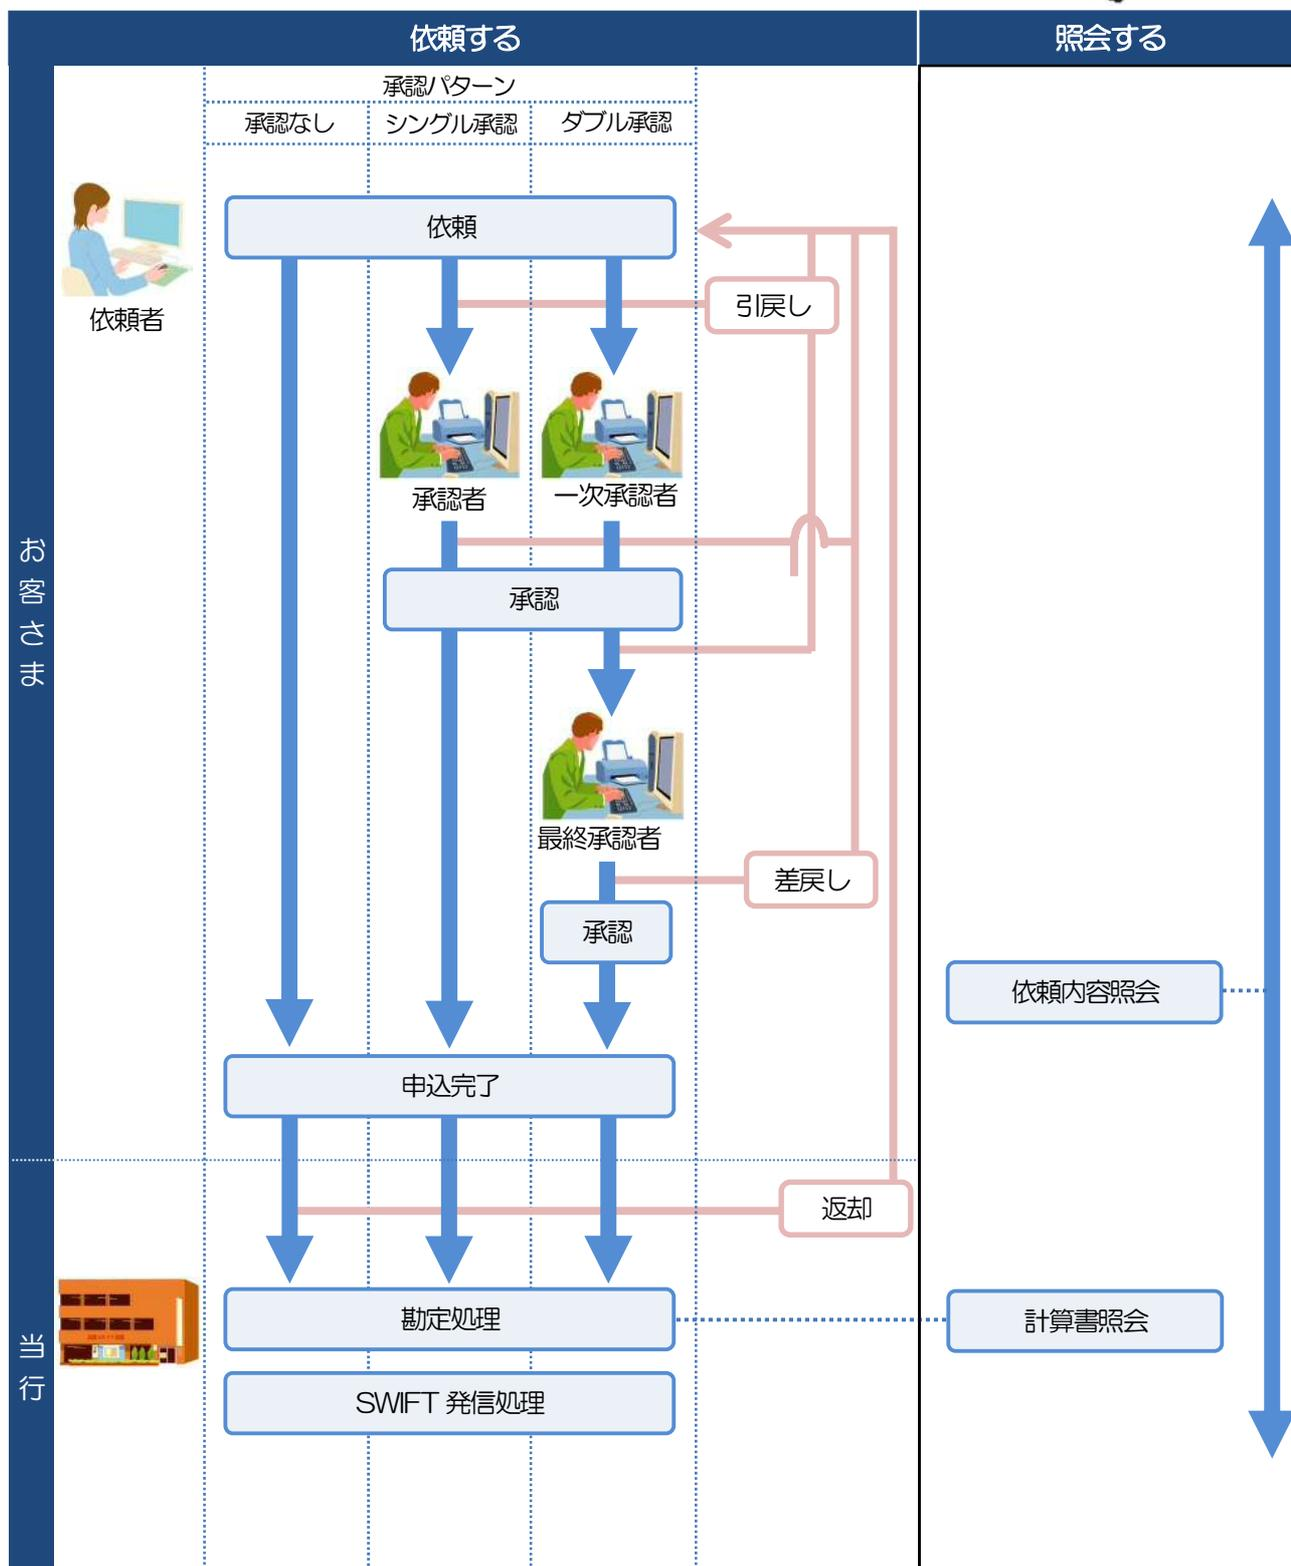 依頼する
照会する
承認パターン
承認なし
シングル承認
ダブル承認
依頼
依頼者
引戻し
承認者
一次承認者
お客さま
承認
最終承認者
差戻し
承認
依頼内容照会
申込完了
返却
当行
勘定処理
計算書照会
SWIFT 発信処理